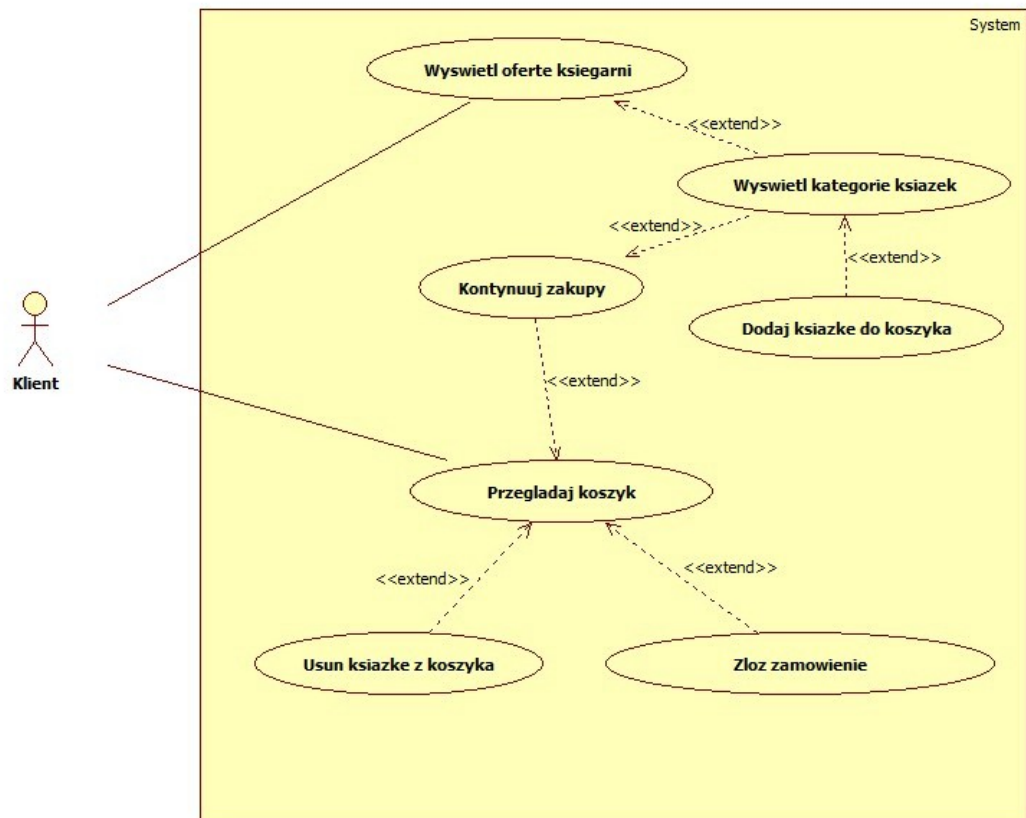 System
Wyswietl oferte ksiegarni
<<extend>>
Wyswietl kategorie ksiazek
<<extend>>
<<extend>>
Kontynuuj zakupy
Dodaj ksiazke do koszyka
Klient
<<extend>>
Przegladaj koszyk
<<extend>>
<<extend>>
Usun ksiazke z koszyka
Zloz zamowienie